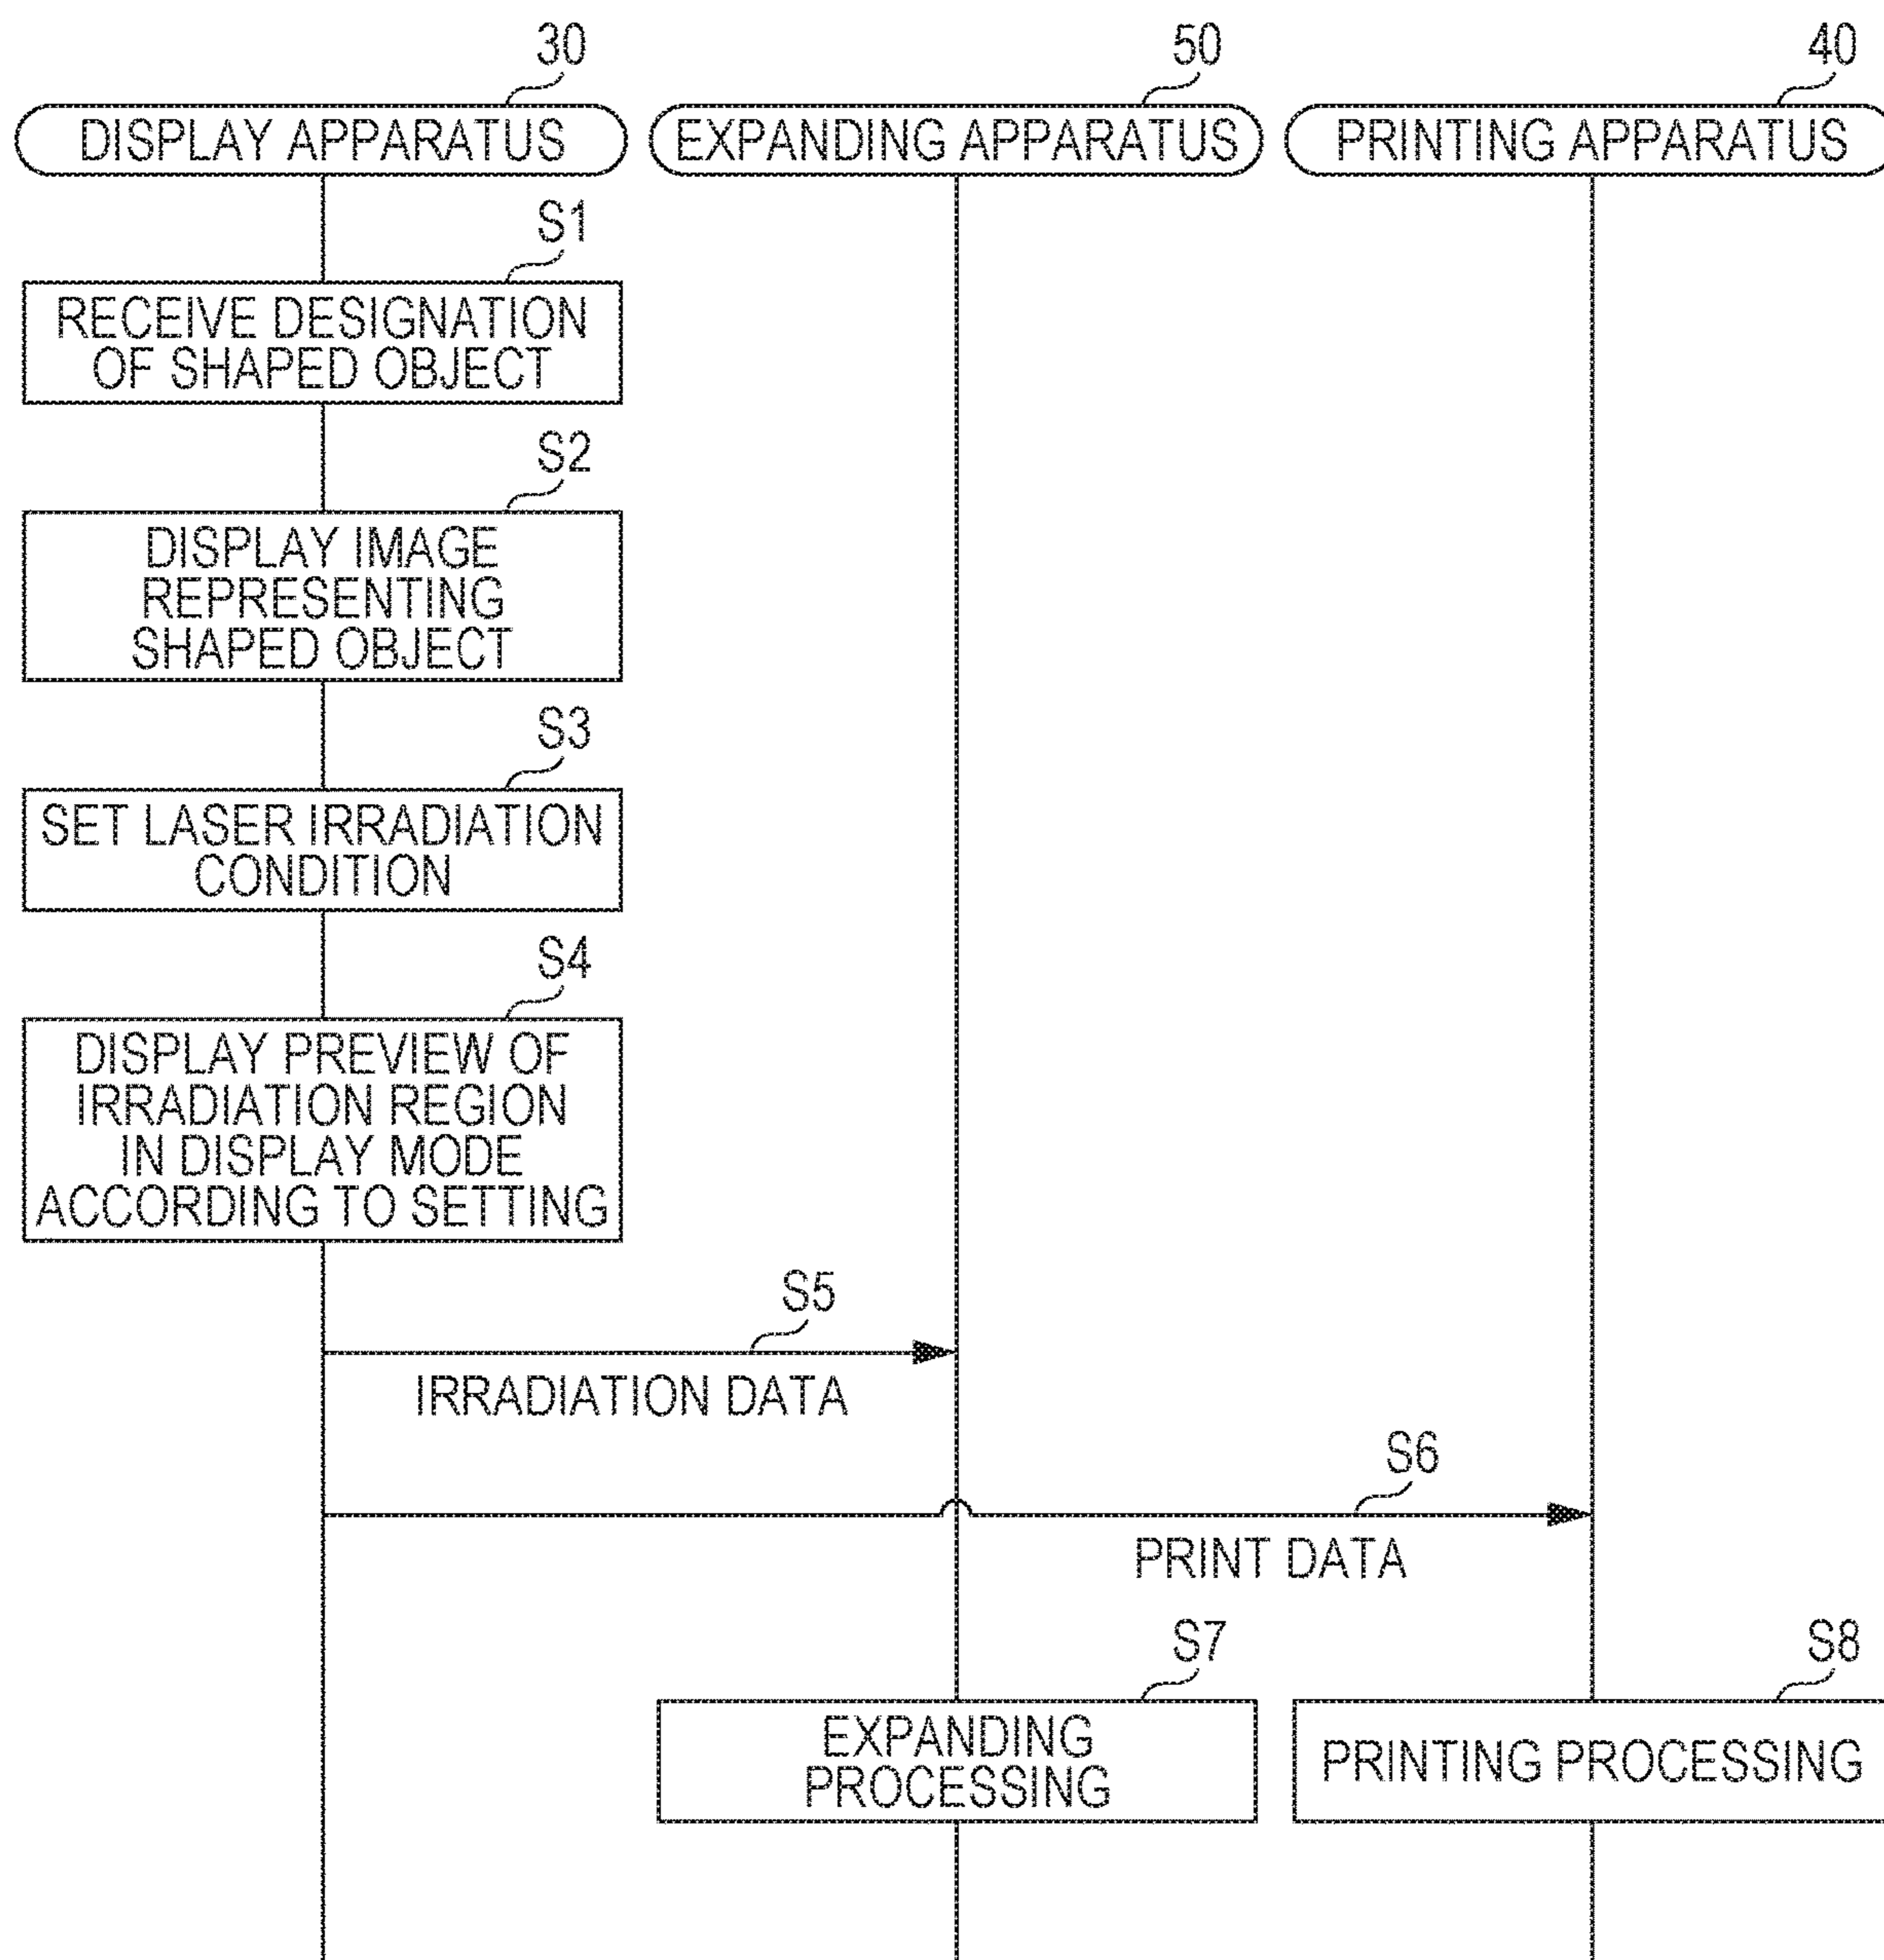 30
50
40
DISPLAY APPARATUS
EXPANDING APPARATUS
PRINTING APPARATUS
S1
RECEIVE DESIGNATION
OF SHAPED OBJECT
S2
DISPLAY IMAGE
REPRESENTING
SHAPED OBJECT
S3
SET LASER IRRADIATION
CONDITION
S4
DISPLAY PREVIEW OF
IRRADIATION REGION
IN DISPLAY MODE
ACCORDING TO SETTING
S5
IRRADIATION DATA
S6
PRINT DATA
S7
EXPANDING
PROCESSING
S8
PRINTING PROCESSING